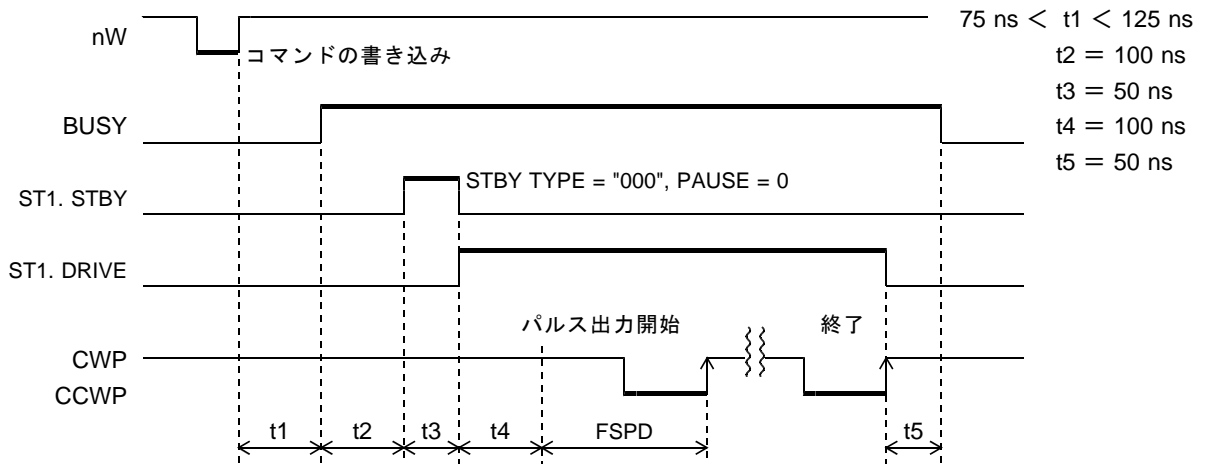 nW
コマンドの書き込み
75 ns ＜ t1 ＜ 125 ns
t2 ＝ 100 ns
t3 ＝ 50 ns
t4 ＝ 100 ns
t5 ＝ 50 ns
BUSY
ST1. STBY
STBY TYPE = "000", PAUSE = 0
ST1. DRIVE
パルス出力開始
終了
CWP
CCWP
t1
t2
t3
t4
FSPD
t5